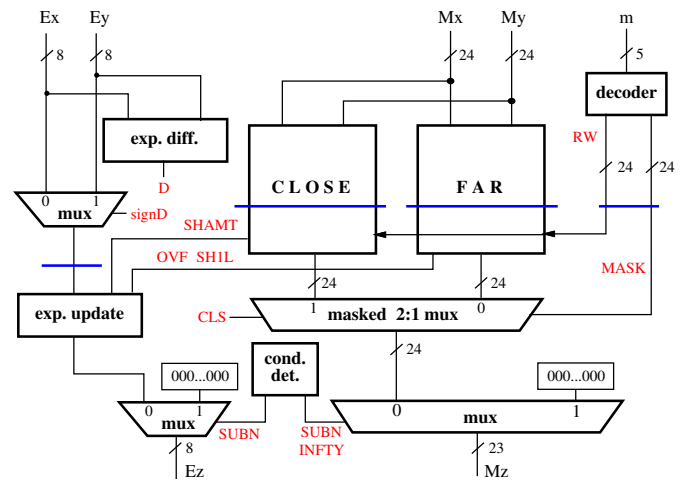 Ex Ey Mx My m
8 8 24 24 5
decoder
exp. diff.
RW
CLOSE FAR
24 24
D
0 1
mux
signD
SHAMT
OVF SH1L
MASK
24 24
exp. update
1 0
CLS
masked 2:1 mux
cond.
det.
24
000...000
000...000
0 1
mux
0 1
mux
SUBN
SUBN
INFTY
8
23
Ez Mz